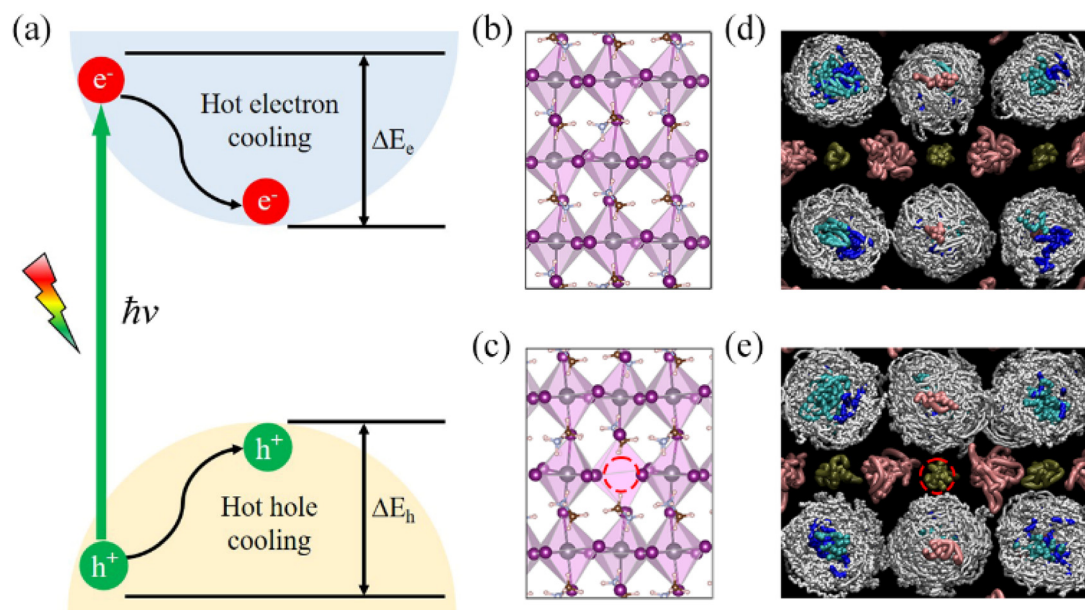 (a)
e⁻
Hot electron
cooling
ΔEₑ
e⁻
ħν
h⁺
Hot hole
cooling
ΔEₕ
h⁺
(b)
(c)
(d)
(e)